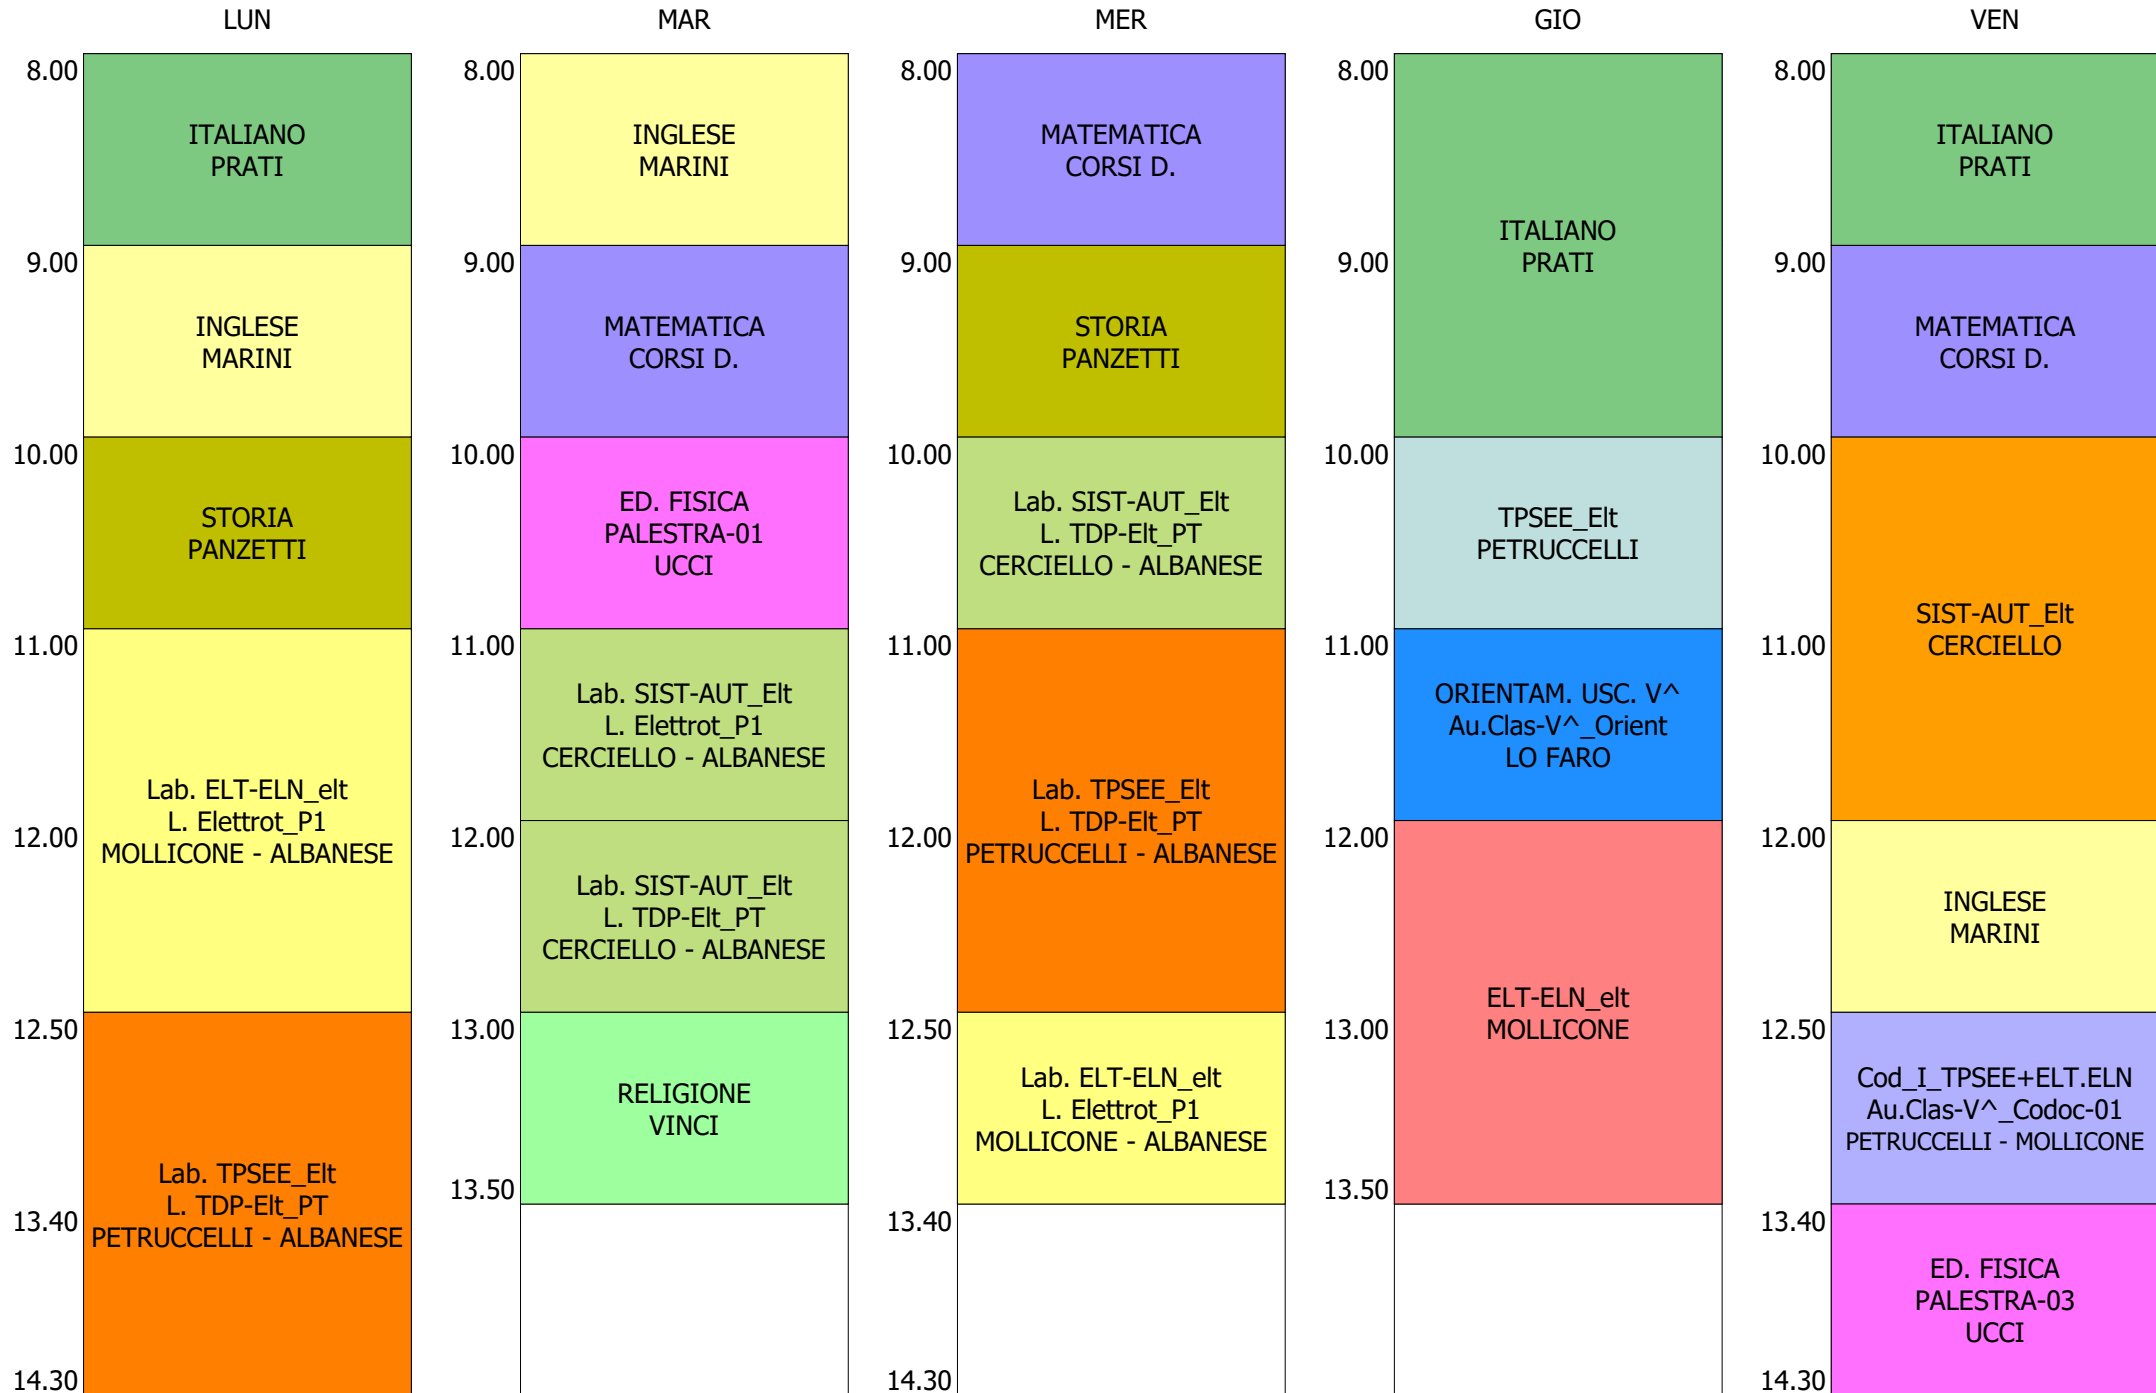 LUN
8.00
ITALIANO
PRATI
9.00
INGLESE
MARINI
10.00
STORIA
PANZETTI
11.00
Lab. ELT-ELN_elt
L. Elettrot_P1
12.00
MOLLICONE - ALBANESE
12.50
Lab. TPSEE_Elt
L. TDP-Elt_PT
13.40
PETRUCCELLI - ALBANESE
14.30
MAR
8.00
INGLESE
MARINI
9.00
MATEMATICA
CORSI D.
10.00
ED. FISICA
PALESTRA-01
UCCI
11.00
Lab. SIST-AUT_Elt
L. Elettrot_P1
CERCIELLO - ALBANESE
12.00
Lab. SIST-AUT_Elt
L. TDP-Elt_PT
CERCIELLO - ALBANESE
13.00
RELIGIONE
VINCI
13.50
MER
8.00
MATEMATICA
CORSI D.
9.00
STORIA
PANZETTI
10.00
Lab. SIST-AUT_Elt
L. TDP-Elt_PT
CERCIELLO - ALBANESE
11.00
Lab. TPSEE_Elt
L. TDP-Elt_PT
12.00
PETRUCCELLI - ALBANESE
12.50
Lab. ELT-ELN_elt
L. Elettrot_P1
MOLLICONE - ALBANESE
13.40
14.30
GIO
8.00
ITALIANO
PRATI
9.00
10.00
TPSEE_Elt
PETRUCCELLI
11.00
ORIENTAM. USC. V^
Au.Clas-V^_Orient
LO FARO
12.00
ELT-ELN_elt
MOLLICONE
13.00
13.50
VEN
8.00
ITALIANO
PRATI
9.00
MATEMATICA
CORSI D.
10.00
SIST-AUT_Elt
CERCIELLO
11.00
12.00
INGLESE
MARINI
12.50
Cod_I_TPSEE+ELT.ELN
Au.Clas-V^_Codoc-01
PETRUCCELLI - MOLLICONE
13.40
ED. FISICA
PALESTRA-03
UCCI
14.30